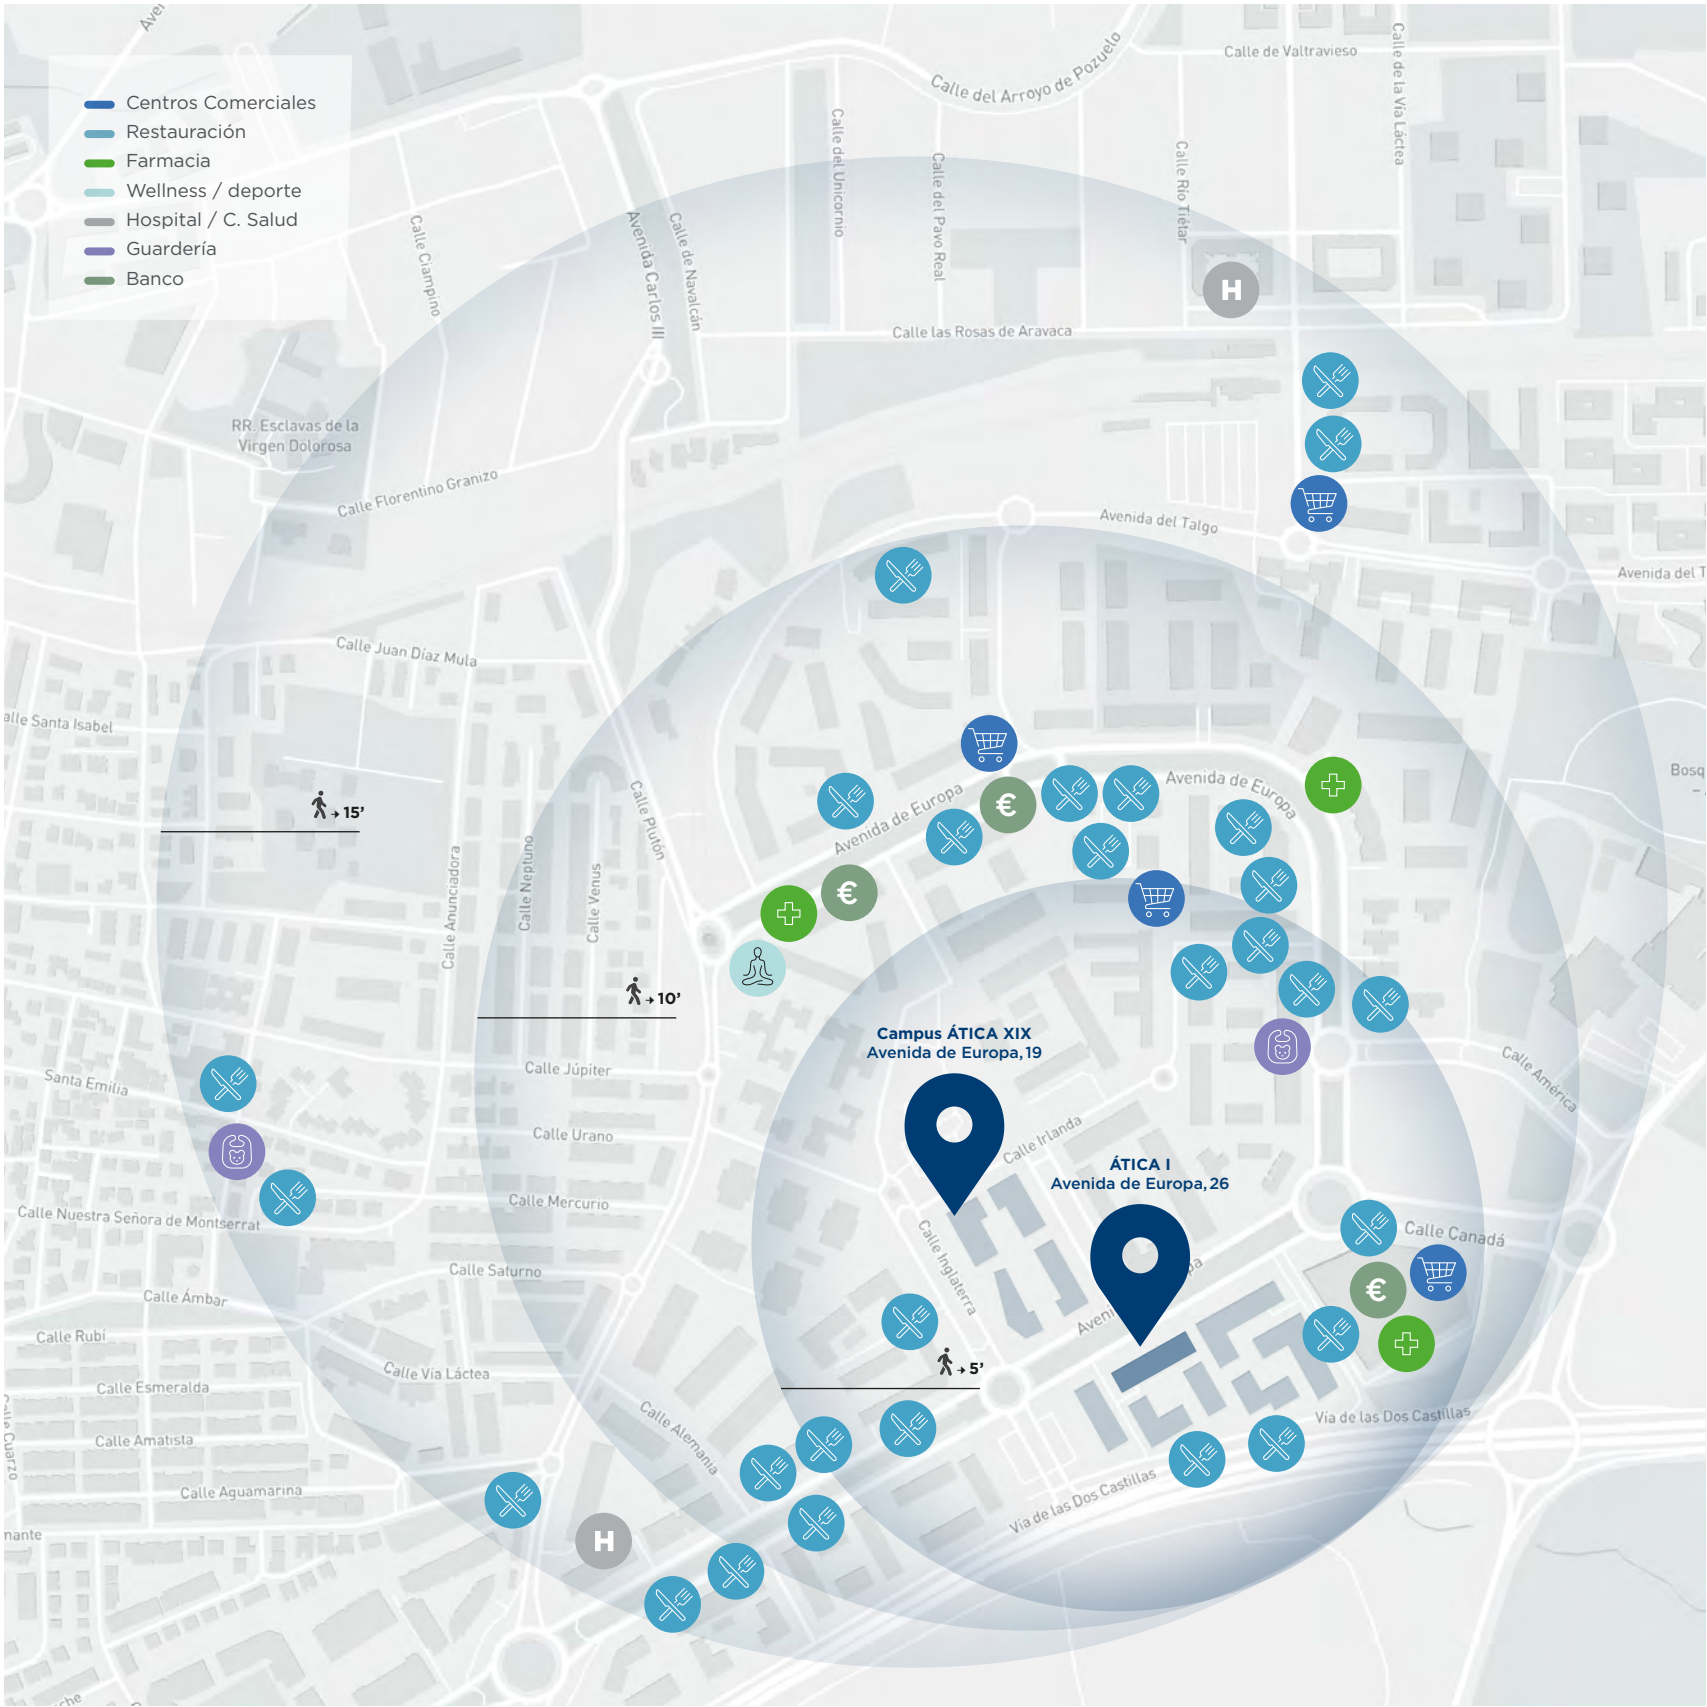 Centros Comerciales
Restauración
Farmacia
Wellness / deporte
Hospital / C. Salud
Guardería
Banco
Calle del Arroyo de Pozuelo
Calle de Valtravieso
Calle de la Vía Láctea
Calle del Unicornio
Calle del Pavo Real
Calle Río Tiétar
Calle Ciampino
Avenida Carlos III
Calle de Navalcán
H
Calle las Rosas de Aravaca
RR. Esclavas de la
Virgen Dolorosa
Calle Florentino Granizo
Avenida del Talgo
Avenida del T
Calle Juan Díaz Mula
alle Santa Isabel
Avenida de Europa
Avenida de Europa
Bosq
€
→ 15’
Calle Plutón
Calle Neptuno
Calle Anunciadora
Calle Venus
€
→ 10’
Campus ÁTICA XIX
Avenida de Europa, 19
Calle América
Calle Júpiter
Santa Emilia
Calle Urano
Calle Irlanda
ÁTICA I
Avenida de Europa, 26
Calle Mercurio
Calle Nuestra Señora de Montserrat
Calle Canadá
Calle Inglaterra
Calle Saturno
pa
€
Calle Ámbar
Aveni
Calle Rubí
→ 5’
Calle Vía Láctea
Calle Esmeralda
Calle Cuarzo
Calle Alemania
Vía de las Dos Castillas
Calle Amatista
Calle Aguamarina
Vía de las Dos Castillas
nante
H